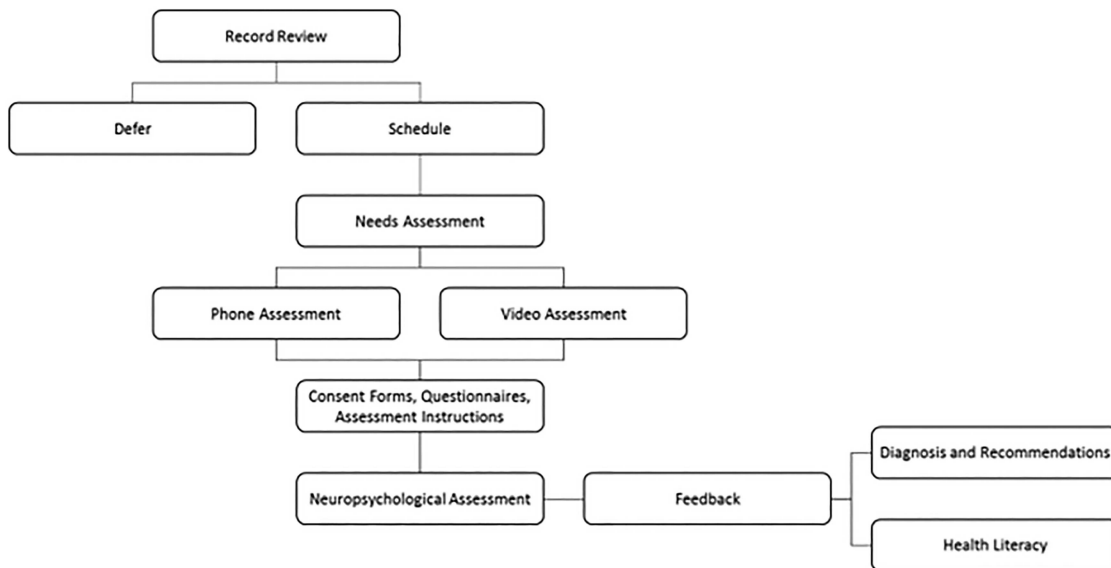 Record Review
Defer
Schedule
Needs Assessment
Phone Assessment
Video Assessment
Consent Forms, Questionnaires,
Assessment Instructions
Neuropsychological Assessment
Feedback
Diagnosis and Recommendations
Health Literacy